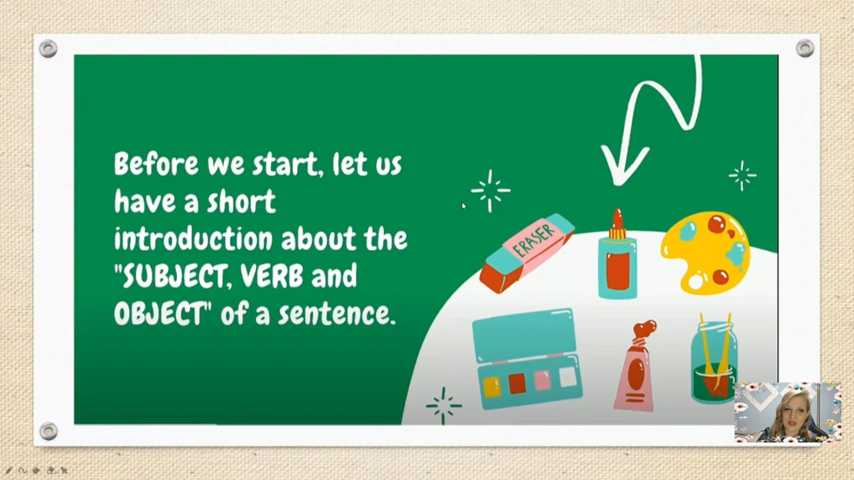 Before we start, let us
have a short
introduction about the
"SUBJECT, VERB and
OBJECT" of a sentence.
ERASER